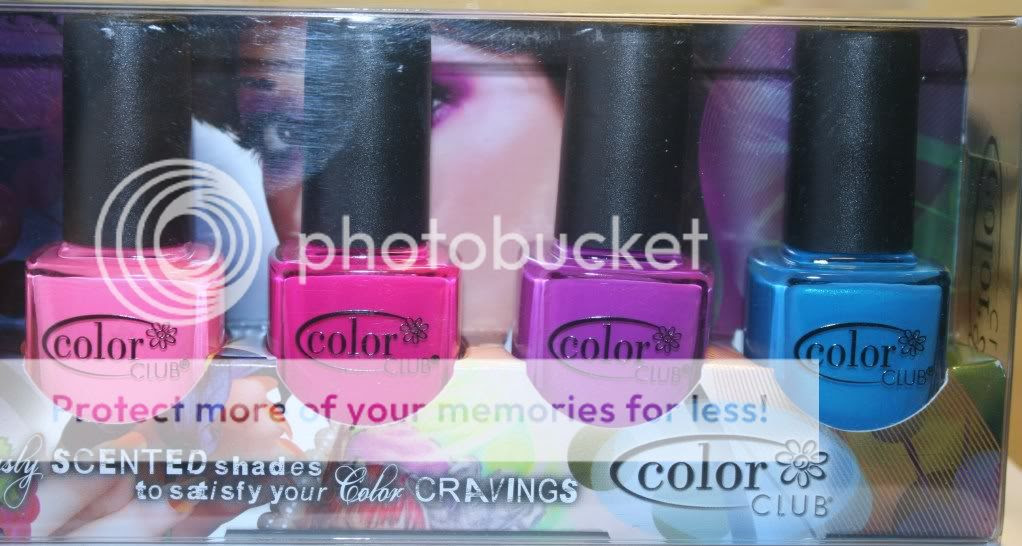 photobucket
color
CLUB®
color
CLUB®
color
CLUB®
color
CLUB®
Protect more of your memories for less!
SCENTED shades
to satisfy your Color CRAVINGS
color
CLUB®